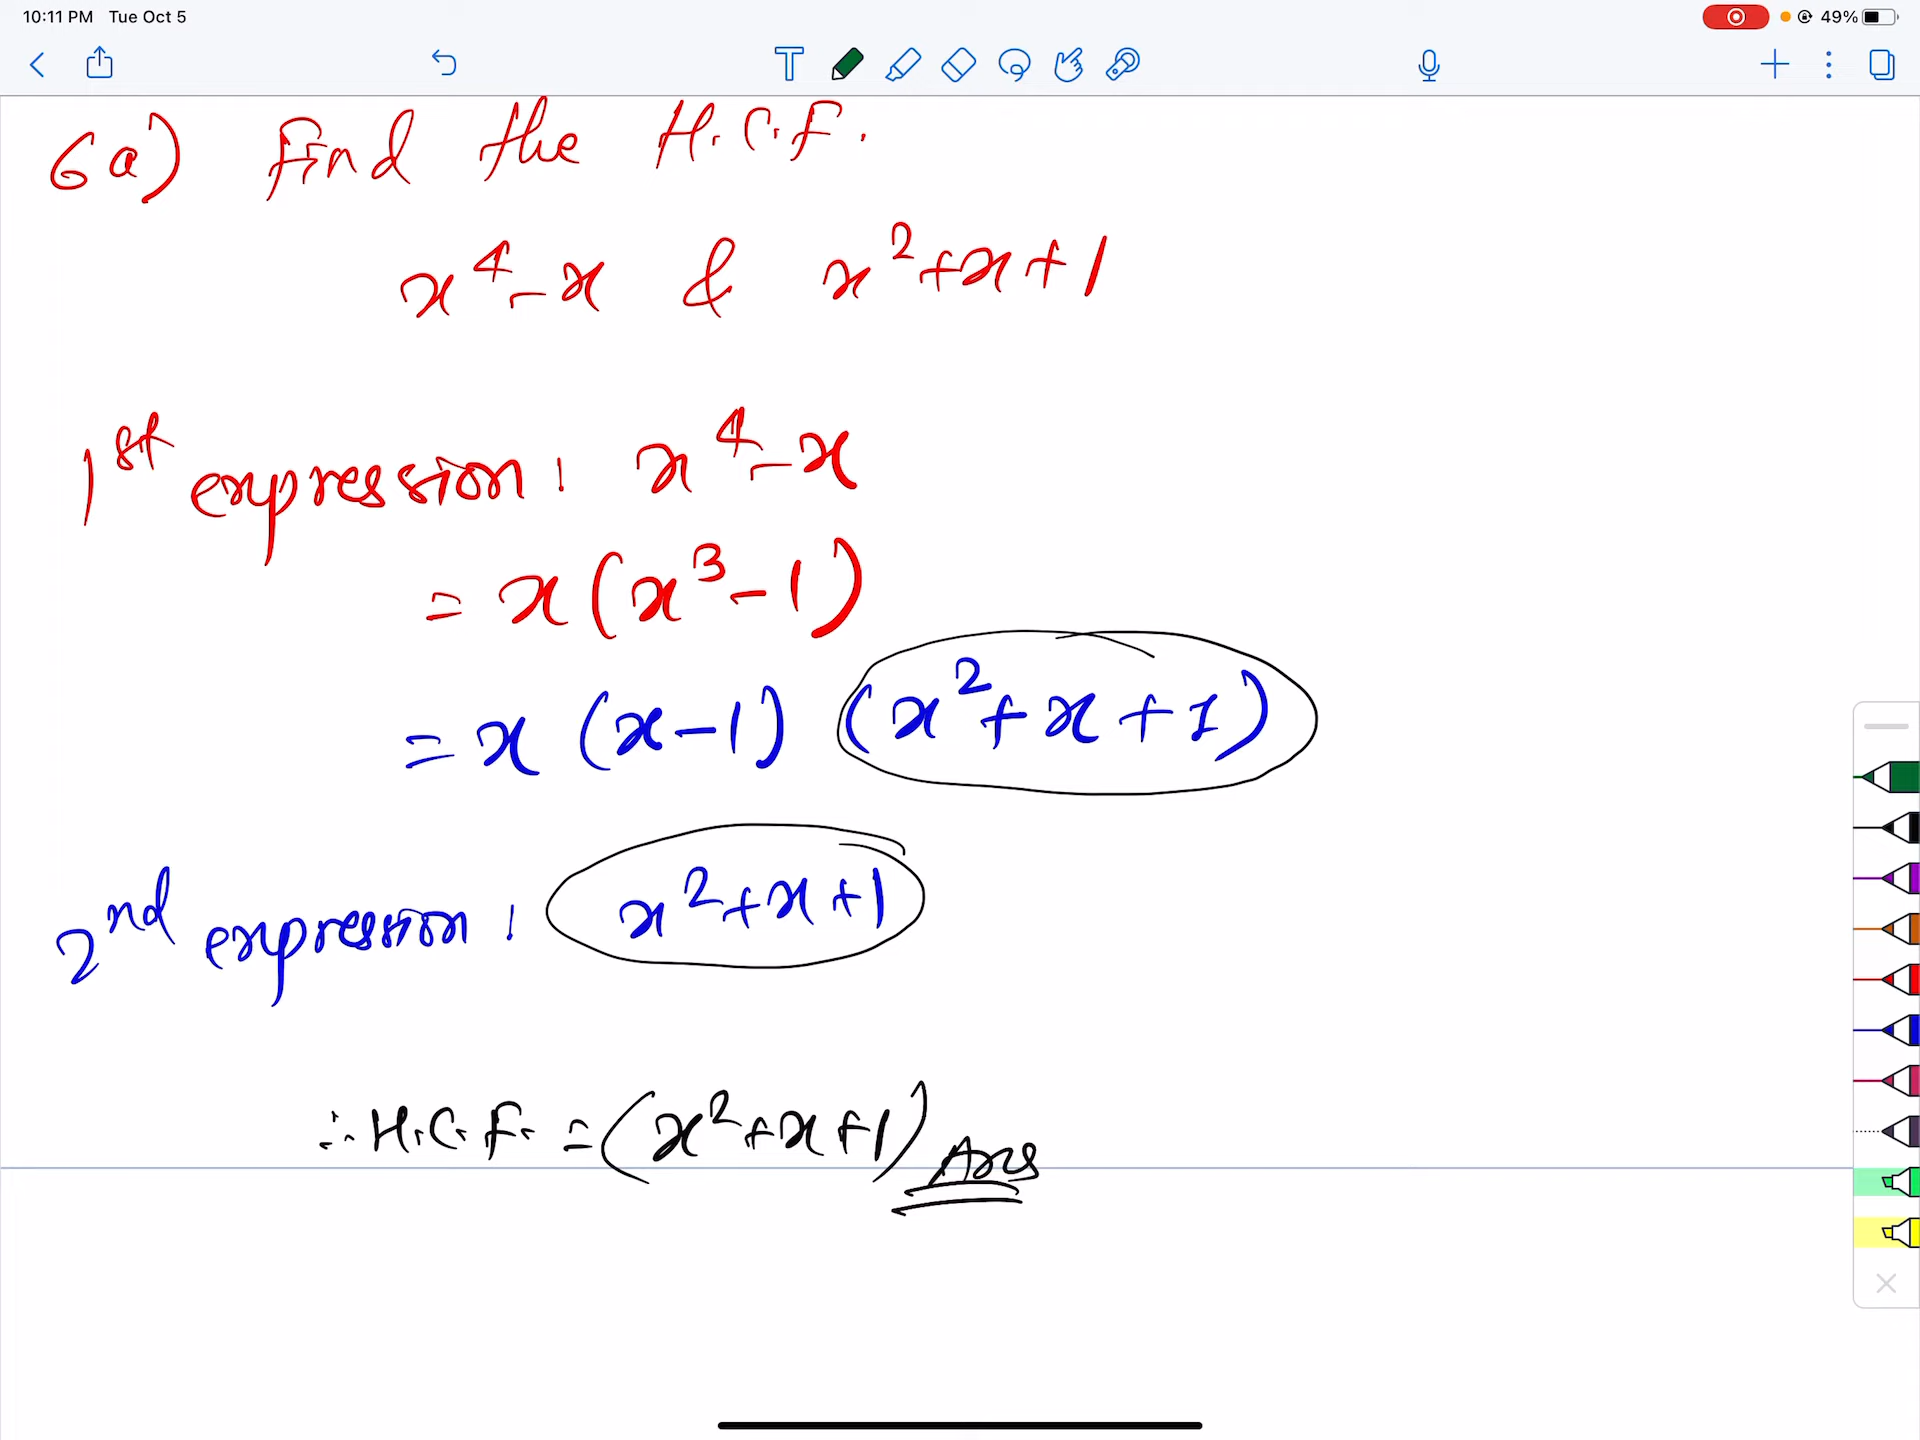 10:11 PM Tue Oct 5 49%
6a) Find the H.C.F.
x⁴-x & x²+x+1
1st expression: x⁴-x
= x(x³-1)
= x (x-1) (x²+x+1)
2nd expression: x²+x+1
∴ H.C.F. = (x²+x+1) Ans